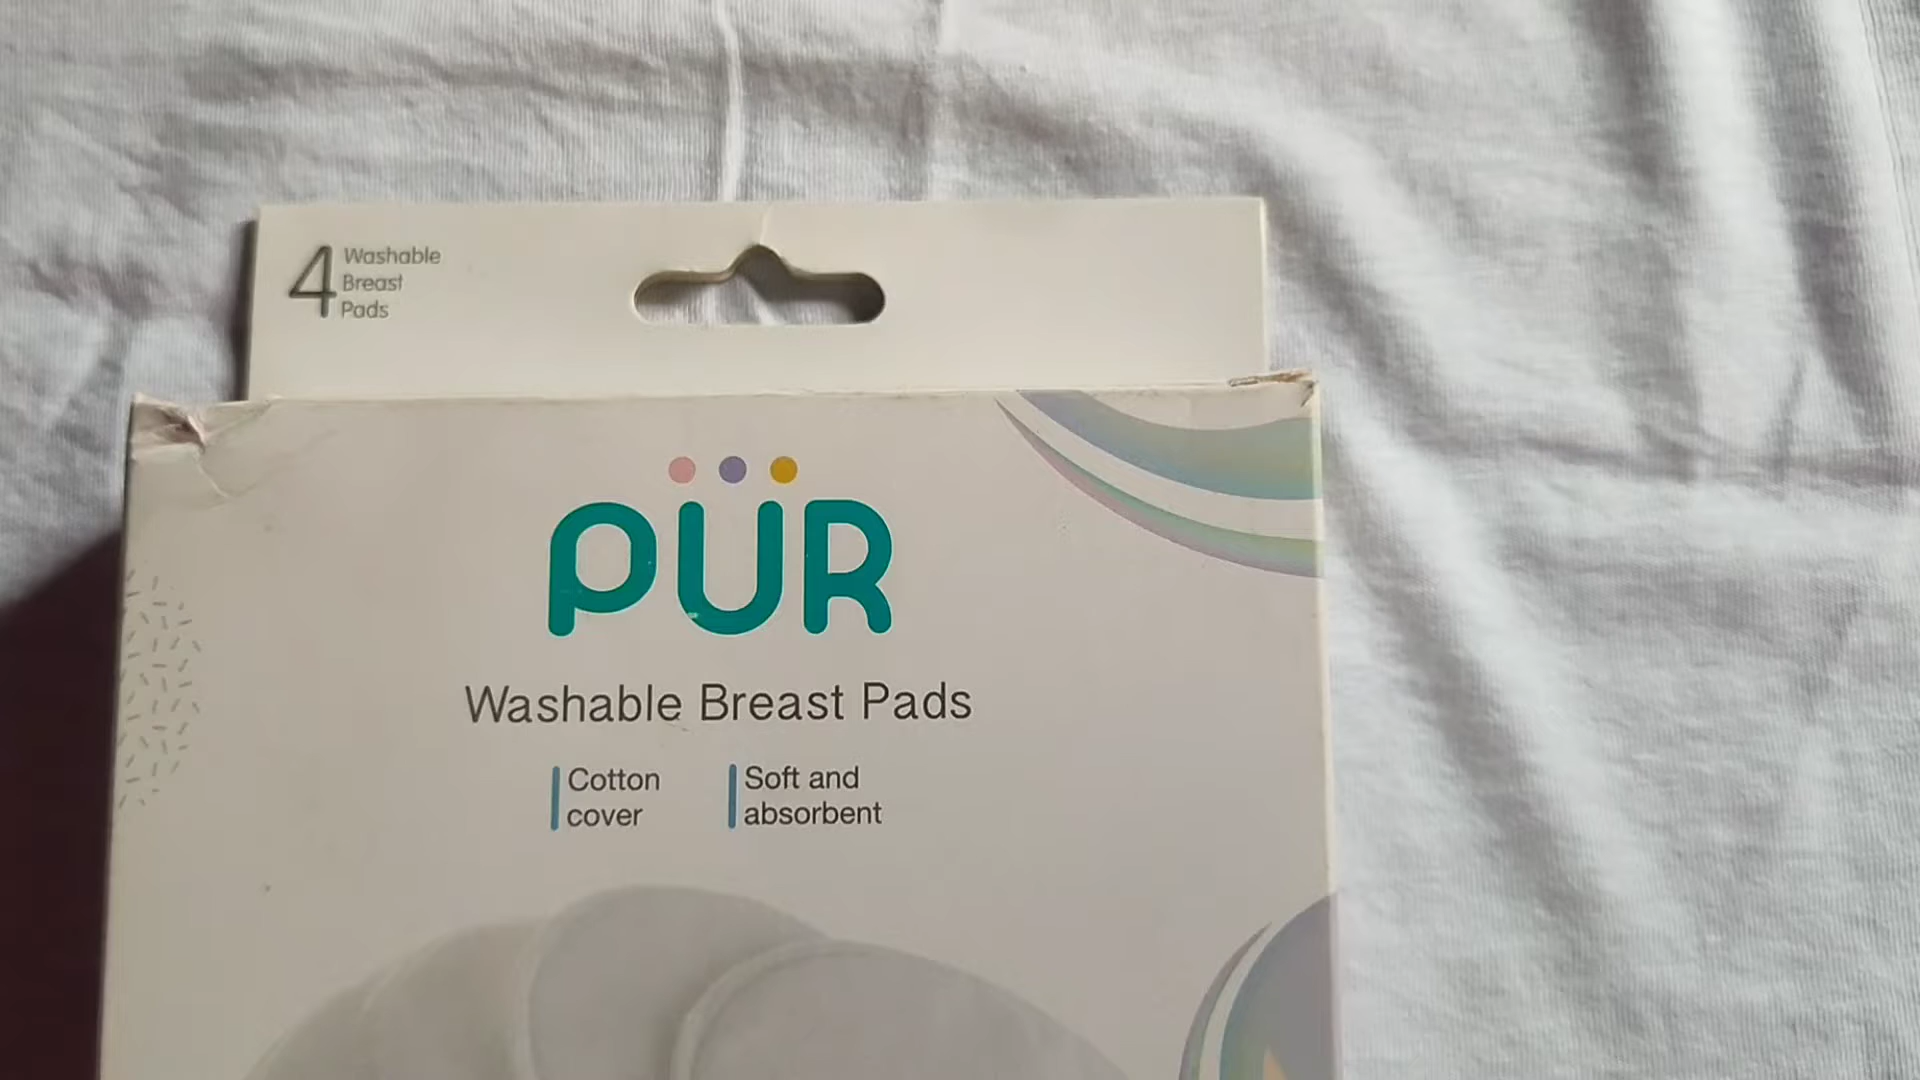 4 Washable
Breast
Pads
PÜR
Washable Breast Pads
Cotton
cover
Soft and
absorbent